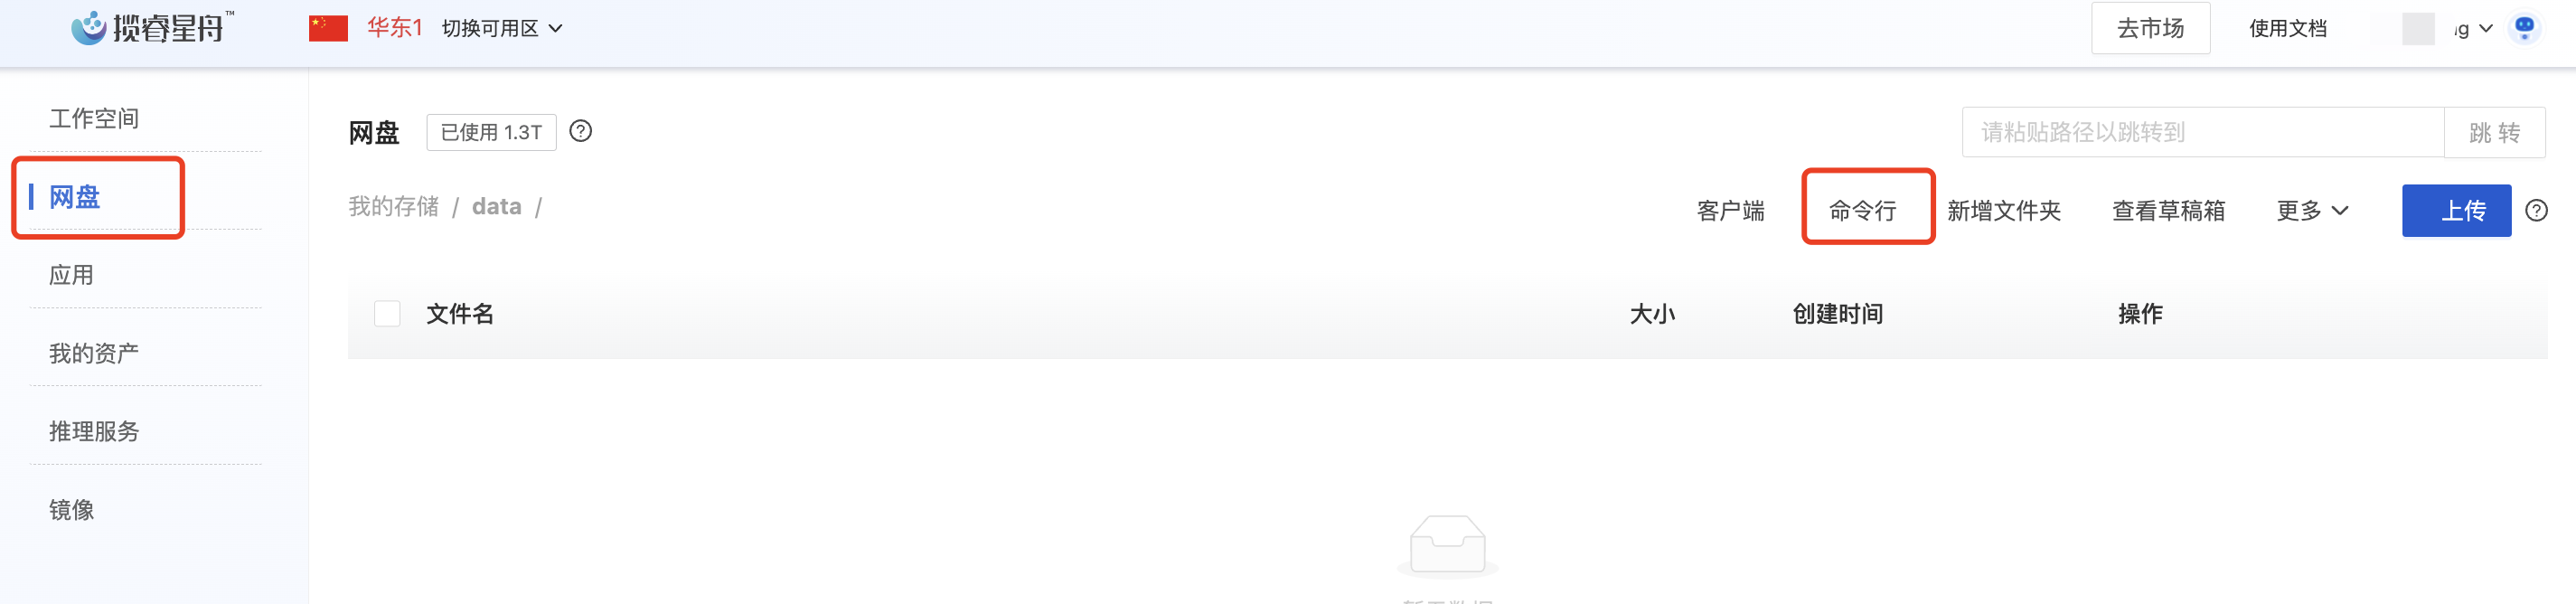 揽睿星舟™ 华东1 切换可用区 去市场 使用文档 g
工作空间
网盘
应用
我的资产
推理服务
镜像
网盘 已使用 1.3T 请粘贴路径以跳转到 跳 转
我的存储 / data / 客户端 命令行 新增文件夹 查看草稿箱 更多 上传
文件名 大小 创建时间 操作